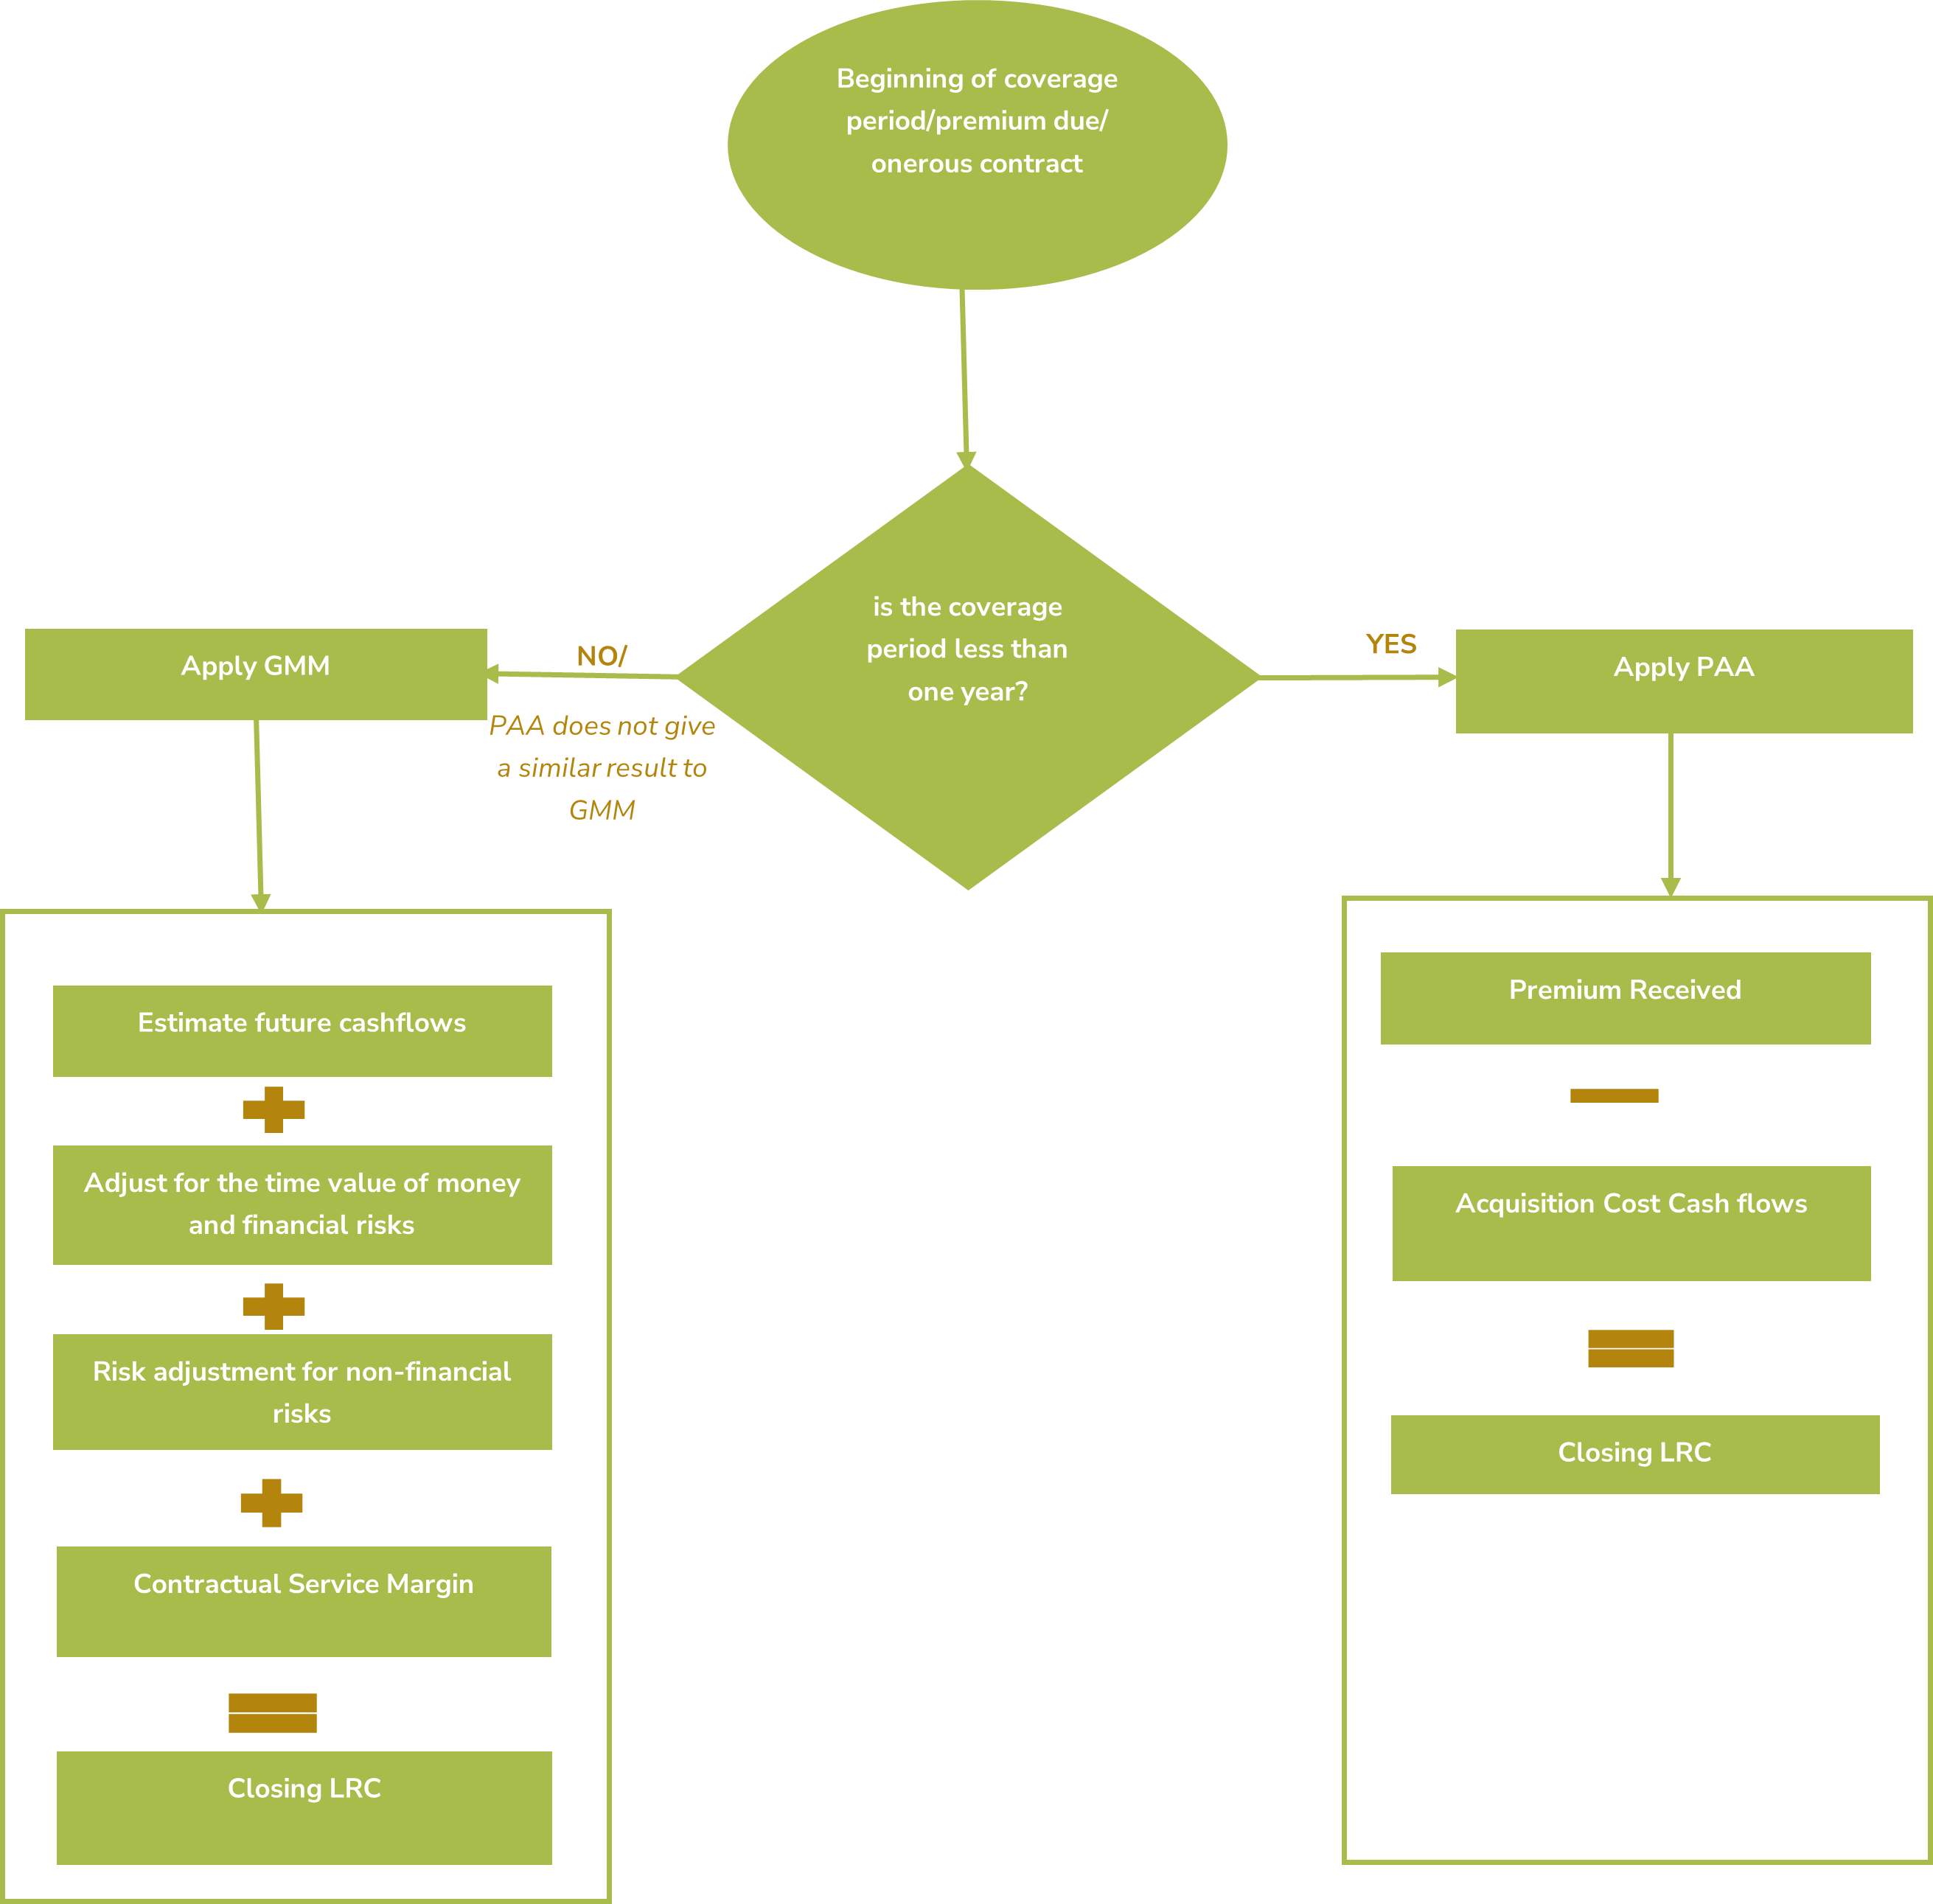 Beginning of coverage
period/premium due/
onerous contract
is the coverage
period less than
one year?
NO/
PAA does not give
a similar result to
GMM
YES
Apply GMM
Apply PAA
Estimate future cashflows
Adjust for the time value of money
and financial risks
Risk adjustment for non-financial
risks
Contractual Service Margin
Closing LRC
Premium Received
Acquisition Cost Cash flows
Closing LRC